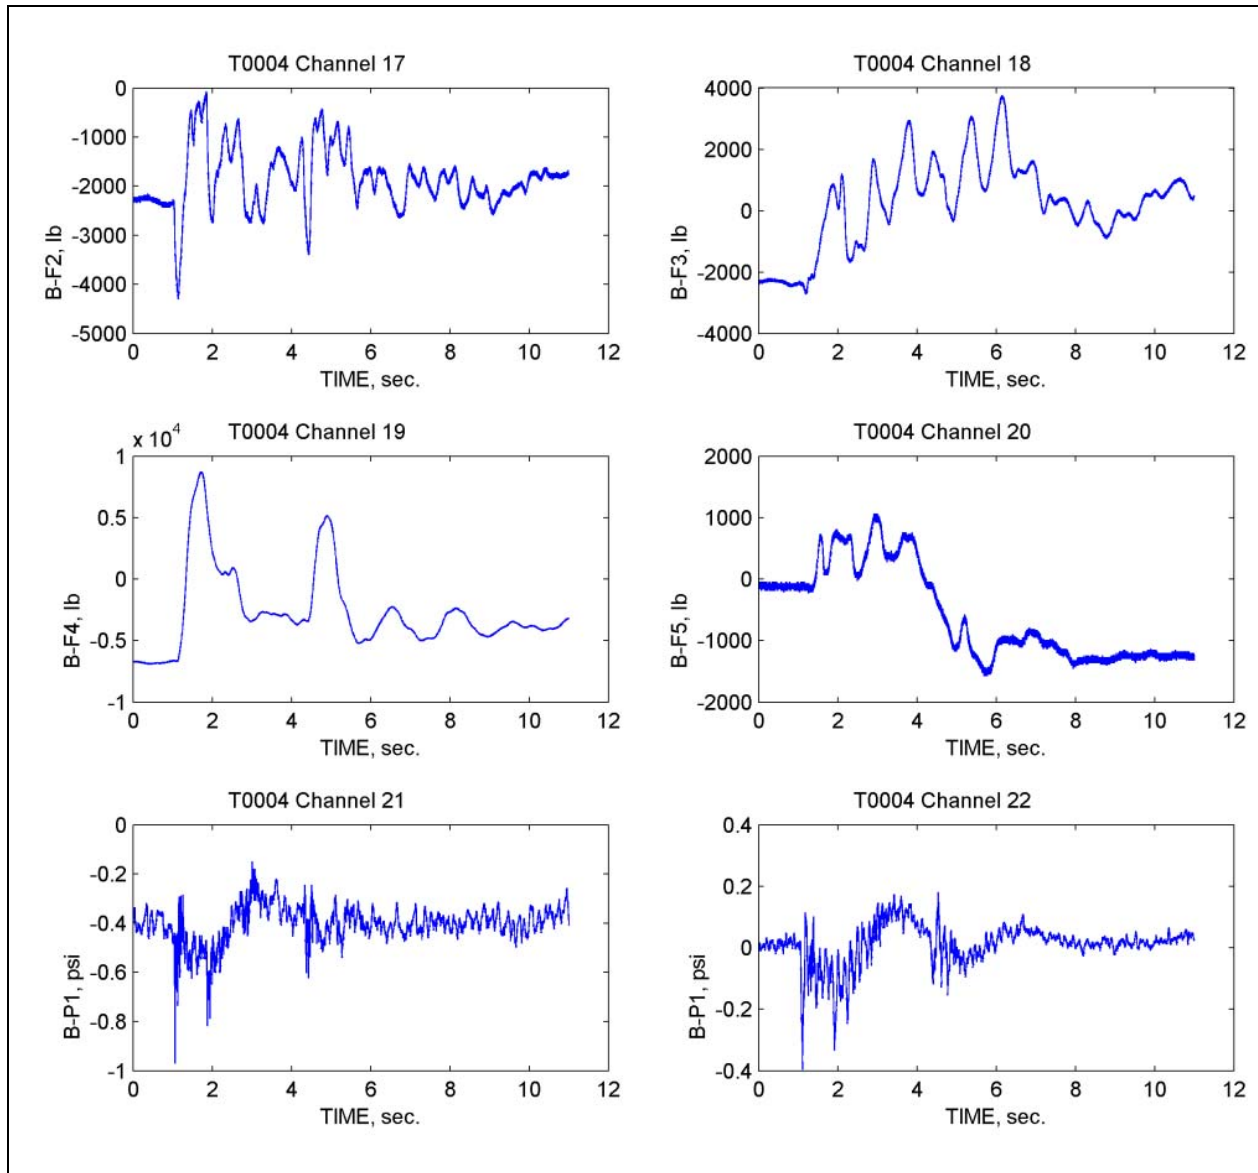 T0004 Channel 17
0
-1000
-2000
-3000
-4000
-5000
B-F2, lb
0 2 4 6 8 10 12
TIME, sec.
T0004 Channel 18
4000
2000
0
-2000
-4000
B-F3, lb
0 2 4 6 8 10 12
TIME, sec.
T0004 Channel 19
x 10^4
1
0.5
0
-0.5
-1
B-F4, lb
0 2 4 6 8 10 12
TIME, sec.
T0004 Channel 20
2000
1000
0
-1000
-2000
B-F5, lb
0 2 4 6 8 10 12
TIME, sec.
T0004 Channel 21
0
-0.2
-0.4
-0.6
-0.8
-1
B-P1, psi
0 2 4 6 8 10 12
TIME, sec.
T0004 Channel 22
0.4
0.2
0
-0.2
-0.4
B-P1, psi
0 2 4 6 8 10 12
TIME, sec.